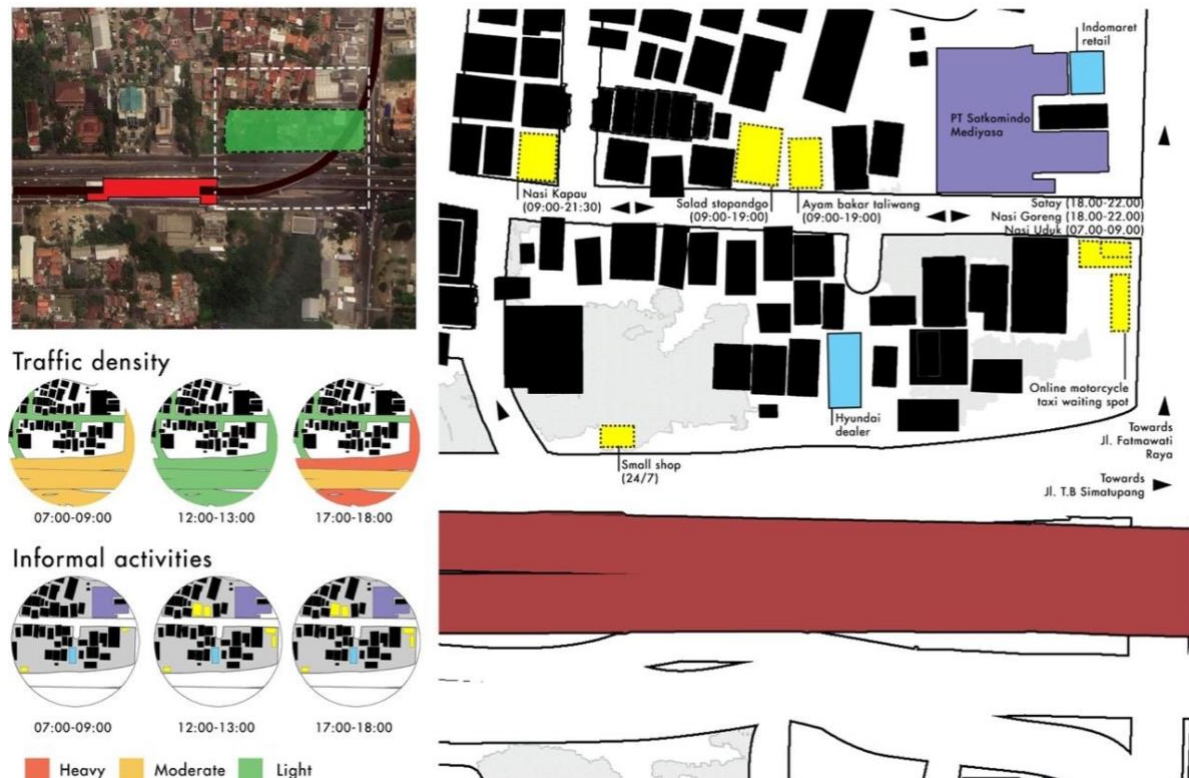 Traffic density
07:00-09:00
12:00-13:00
17:00-18:00
Informal activities
07:00-09:00
12:00-13:00
17:00-18:00
Heavy
Moderate
Light
Indomaret
retail
PT Satkomindo
Mediyasa
Nasi Kapau
(09:00-21:30)
Salad stopandgo
(09:00-19:00)
Ayam bakar taliwang
(09:00-19:00)
Satay (18.00-22.00)
Nasi Goreng (18.00-22.00)
Nasi Uduk (07.00-09.00)
Online motorcycle
taxi waiting spot
Hyundai
dealer
Small shop
(24/7)
Towards
Jl. Fatmawati
Raya
Towards
Jl. T.B Simatupang